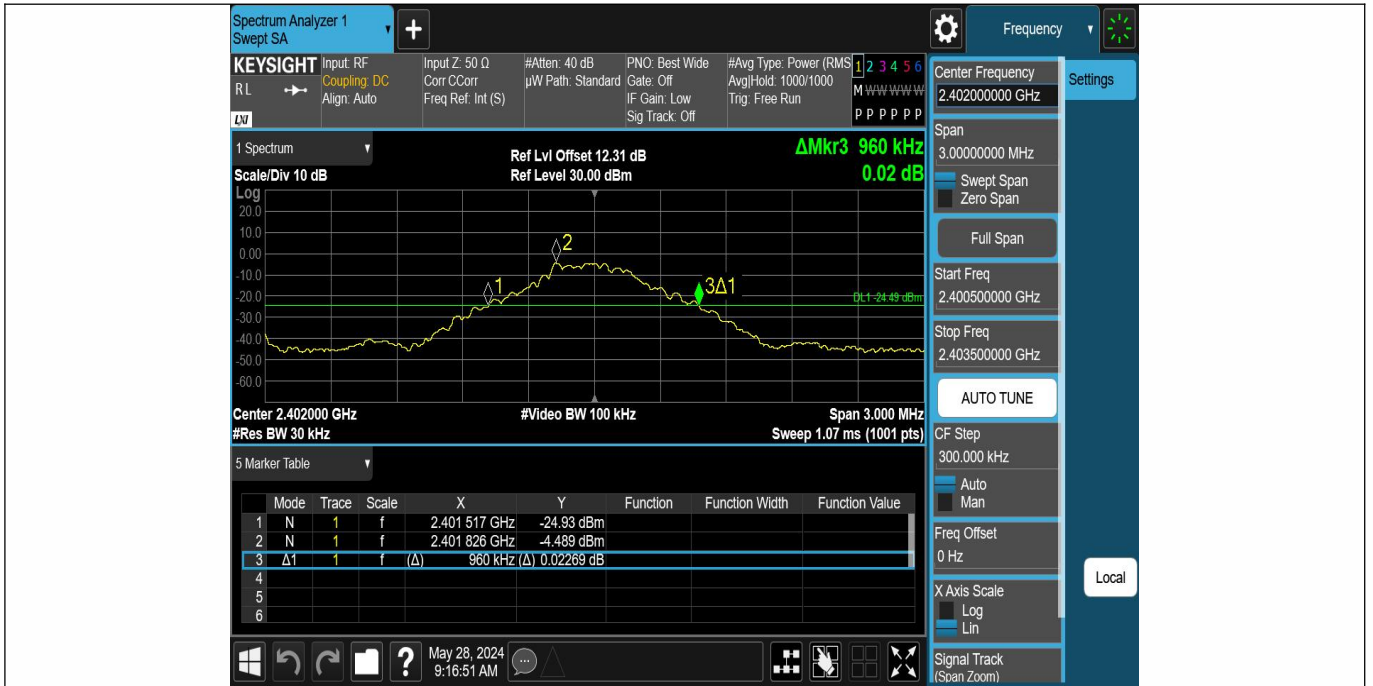 Spectrum Analyzer 1
Swept SA
+
Frequency
KEYSIGHT
RL
LXI
Input: RF
Coupling: DC
Align: Auto
Input Z: 50 Ω
Corr CCorr
Freq Ref: Int (S)
#Atten: 40 dB
µW Path: Standard
PNO: Best Wide
Gate: Off
IF Gain: Low
Sig Track: Off
#Avg Type: Power (RMS
Avg|Hold: 1000/1000
Trig: Free Run
1 2 3 4 5 6
M W W W W W
P P P P P P
1 Spectrum
Scale/Div 10 dB
Ref Lvl Offset 12.31 dB
Ref Level 30.00 dBm
ΔMkr3 960 kHz
0.02 dB
Log
20.0
10.0
0.00
-10.0
-20.0
-30.0
-40.0
-50.0
-60.0
1
2
3Δ1
DL1 -24.49 dBm
Center 2.402000 GHz
#Video BW 100 kHz
Span 3.000 MHz
#Res BW 30 kHz
Sweep 1.07 ms (1001 pts)
5 Marker Table
Mode Trace Scale X Y Function Function Width Function Value
1 N 1 f 2.401 517 GHz -24.93 dBm
2 N 1 f 2.401 826 GHz -4.489 dBm
3 Δ1 1 f (Δ) 960 kHz (Δ) 0.02269 dB
4
5
6
May 28, 2024
9:16:51 AM
?
Center Frequency
2.402000000 GHz
Settings
Span
3.00000000 MHz
Swept Span
Zero Span
Full Span
Start Freq
2.400500000 GHz
Stop Freq
2.403500000 GHz
AUTO TUNE
CF Step
300.000 kHz
Auto
Man
Freq Offset
0 Hz
Local
X Axis Scale
Log
Lin
Signal Track
(Span Zoom)